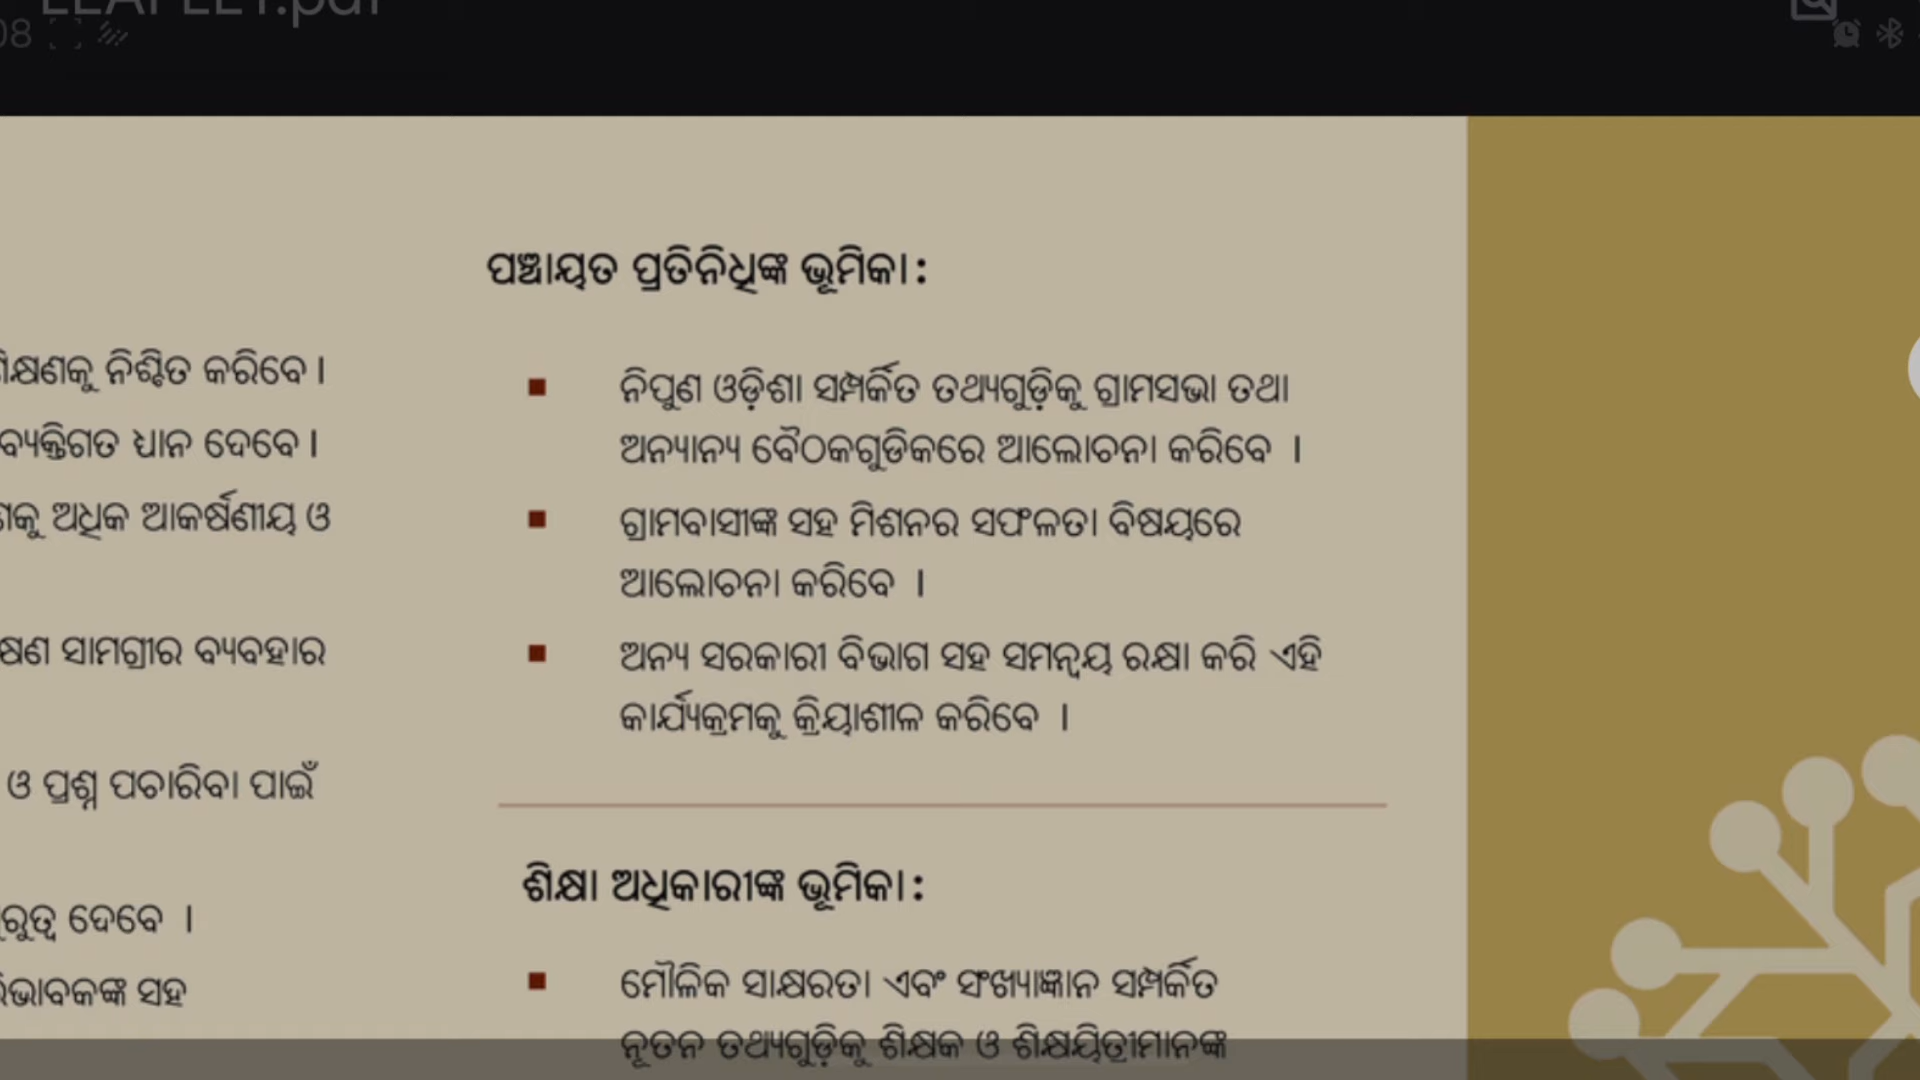 LEAFLET.pdf
08
ଶିକ୍ଷଣକୁ ନିଶ୍ଚିତ କରିବେ।
ବ୍ୟକ୍ତିଗତ ଧ୍ୟାନ ଦେବେ।
ଅଧିକ ଆକର୍ଷଣୀୟ ଓ
ସାମଗ୍ରୀର ବ୍ୟବହାର
ଓ ପ୍ରଶ୍ନ ପଚାରିବା ପାଇଁ
ଦେବେ ।
ସହ
ପଞ୍ଚାୟତ ପ୍ରତିନିଧିଙ୍କ ଭୂମିକା:
ନିପୁଣ ଓଡ଼ିଶା ସମ୍ପର୍କିତ ତଥ୍ୟଗୁଡ଼ିକୁ ଗ୍ରାମସଭା ତଥା
ଅନ୍ୟାନ୍ୟ ବୈଠକଗୁଡିକରେ ଆଲୋଚନା କରିବେ ।
ଗ୍ରାମବାସୀଙ୍କ ସହ ମିଶନର ସଫଳତା ବିଷୟରେ
ଆଲୋଚନା କରିବେ ।
ଅନ୍ୟ ସରକାରୀ ବିଭାଗ ସହ ସମନ୍ୱୟ ରକ୍ଷା କରି ଏହି
କାର୍ଯ୍ୟକ୍ରମକୁ କ୍ରିୟାଶୀଳ କରିବେ ।
ଶିକ୍ଷା ଅଧିକାରୀଙ୍କ ଭୂମିକା:
ମୌଳିକ ସାକ୍ଷରତା ଏବଂ ସଂଖ୍ୟାଜ୍ଞାନ ସମ୍ପର୍କିତ
ନୂତନ ତଥ୍ୟଗୁଡ଼ିକୁ ଶିକ୍ଷକ ଓ ଶିକ୍ଷୟିତ୍ରୀମାନଙ୍କ